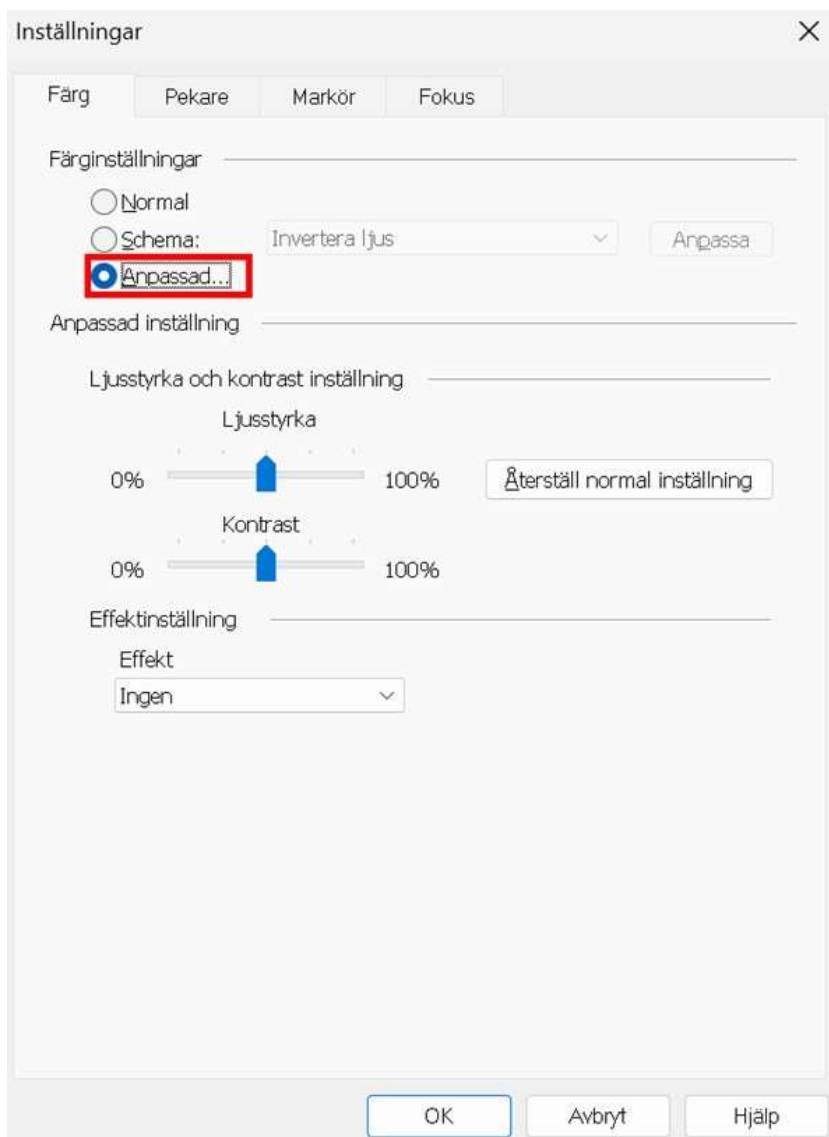 Inställningar
Färg Pekare Markör Fokus
Färginställningar
Normal
Schema: Invertera ljus Anpassa
Anpassad...
Anpassad inställning
Ljusstyrka och kontrast inställning
Ljusstyrka
0% 100% Återställ normal inställning
Kontrast
0% 100%
Effektinställning
Effekt
Ingen
OK Avbryt Hjälp